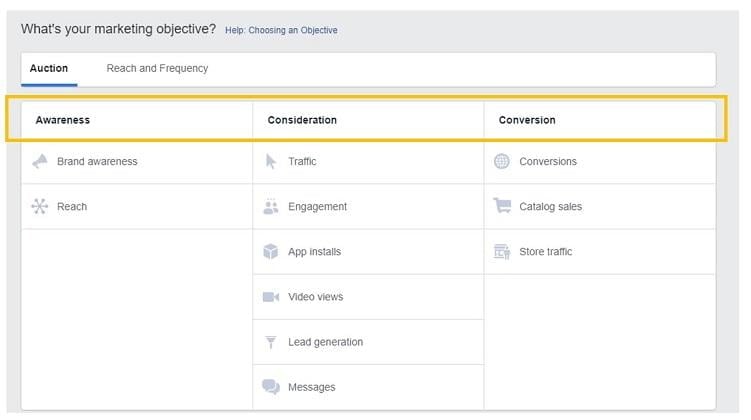 What's your marketing objective? Help: Choosing an Objective
Auction Reach and Frequency
Awareness Consideration Conversion
Brand awareness Traffic Conversions
Reach Engagement Catalog sales
App installs Store traffic
Video views
Lead generation
Messages